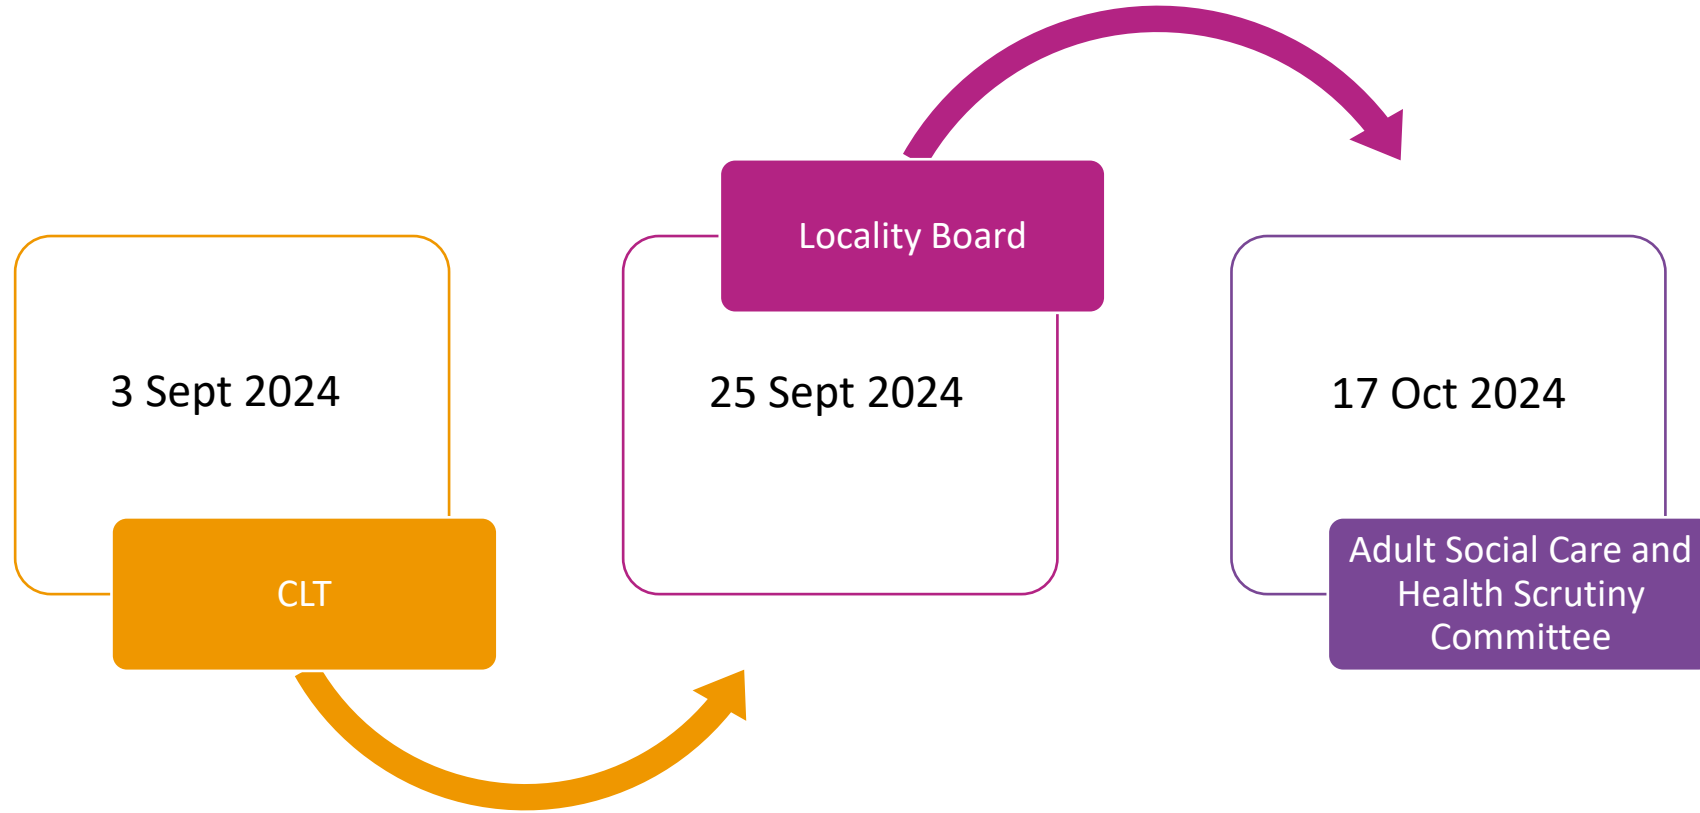 3 Sept 2024
CLT
Locality Board
25 Sept 2024
17 Oct 2024
Adult Social Care and
Health Scrutiny
Committee